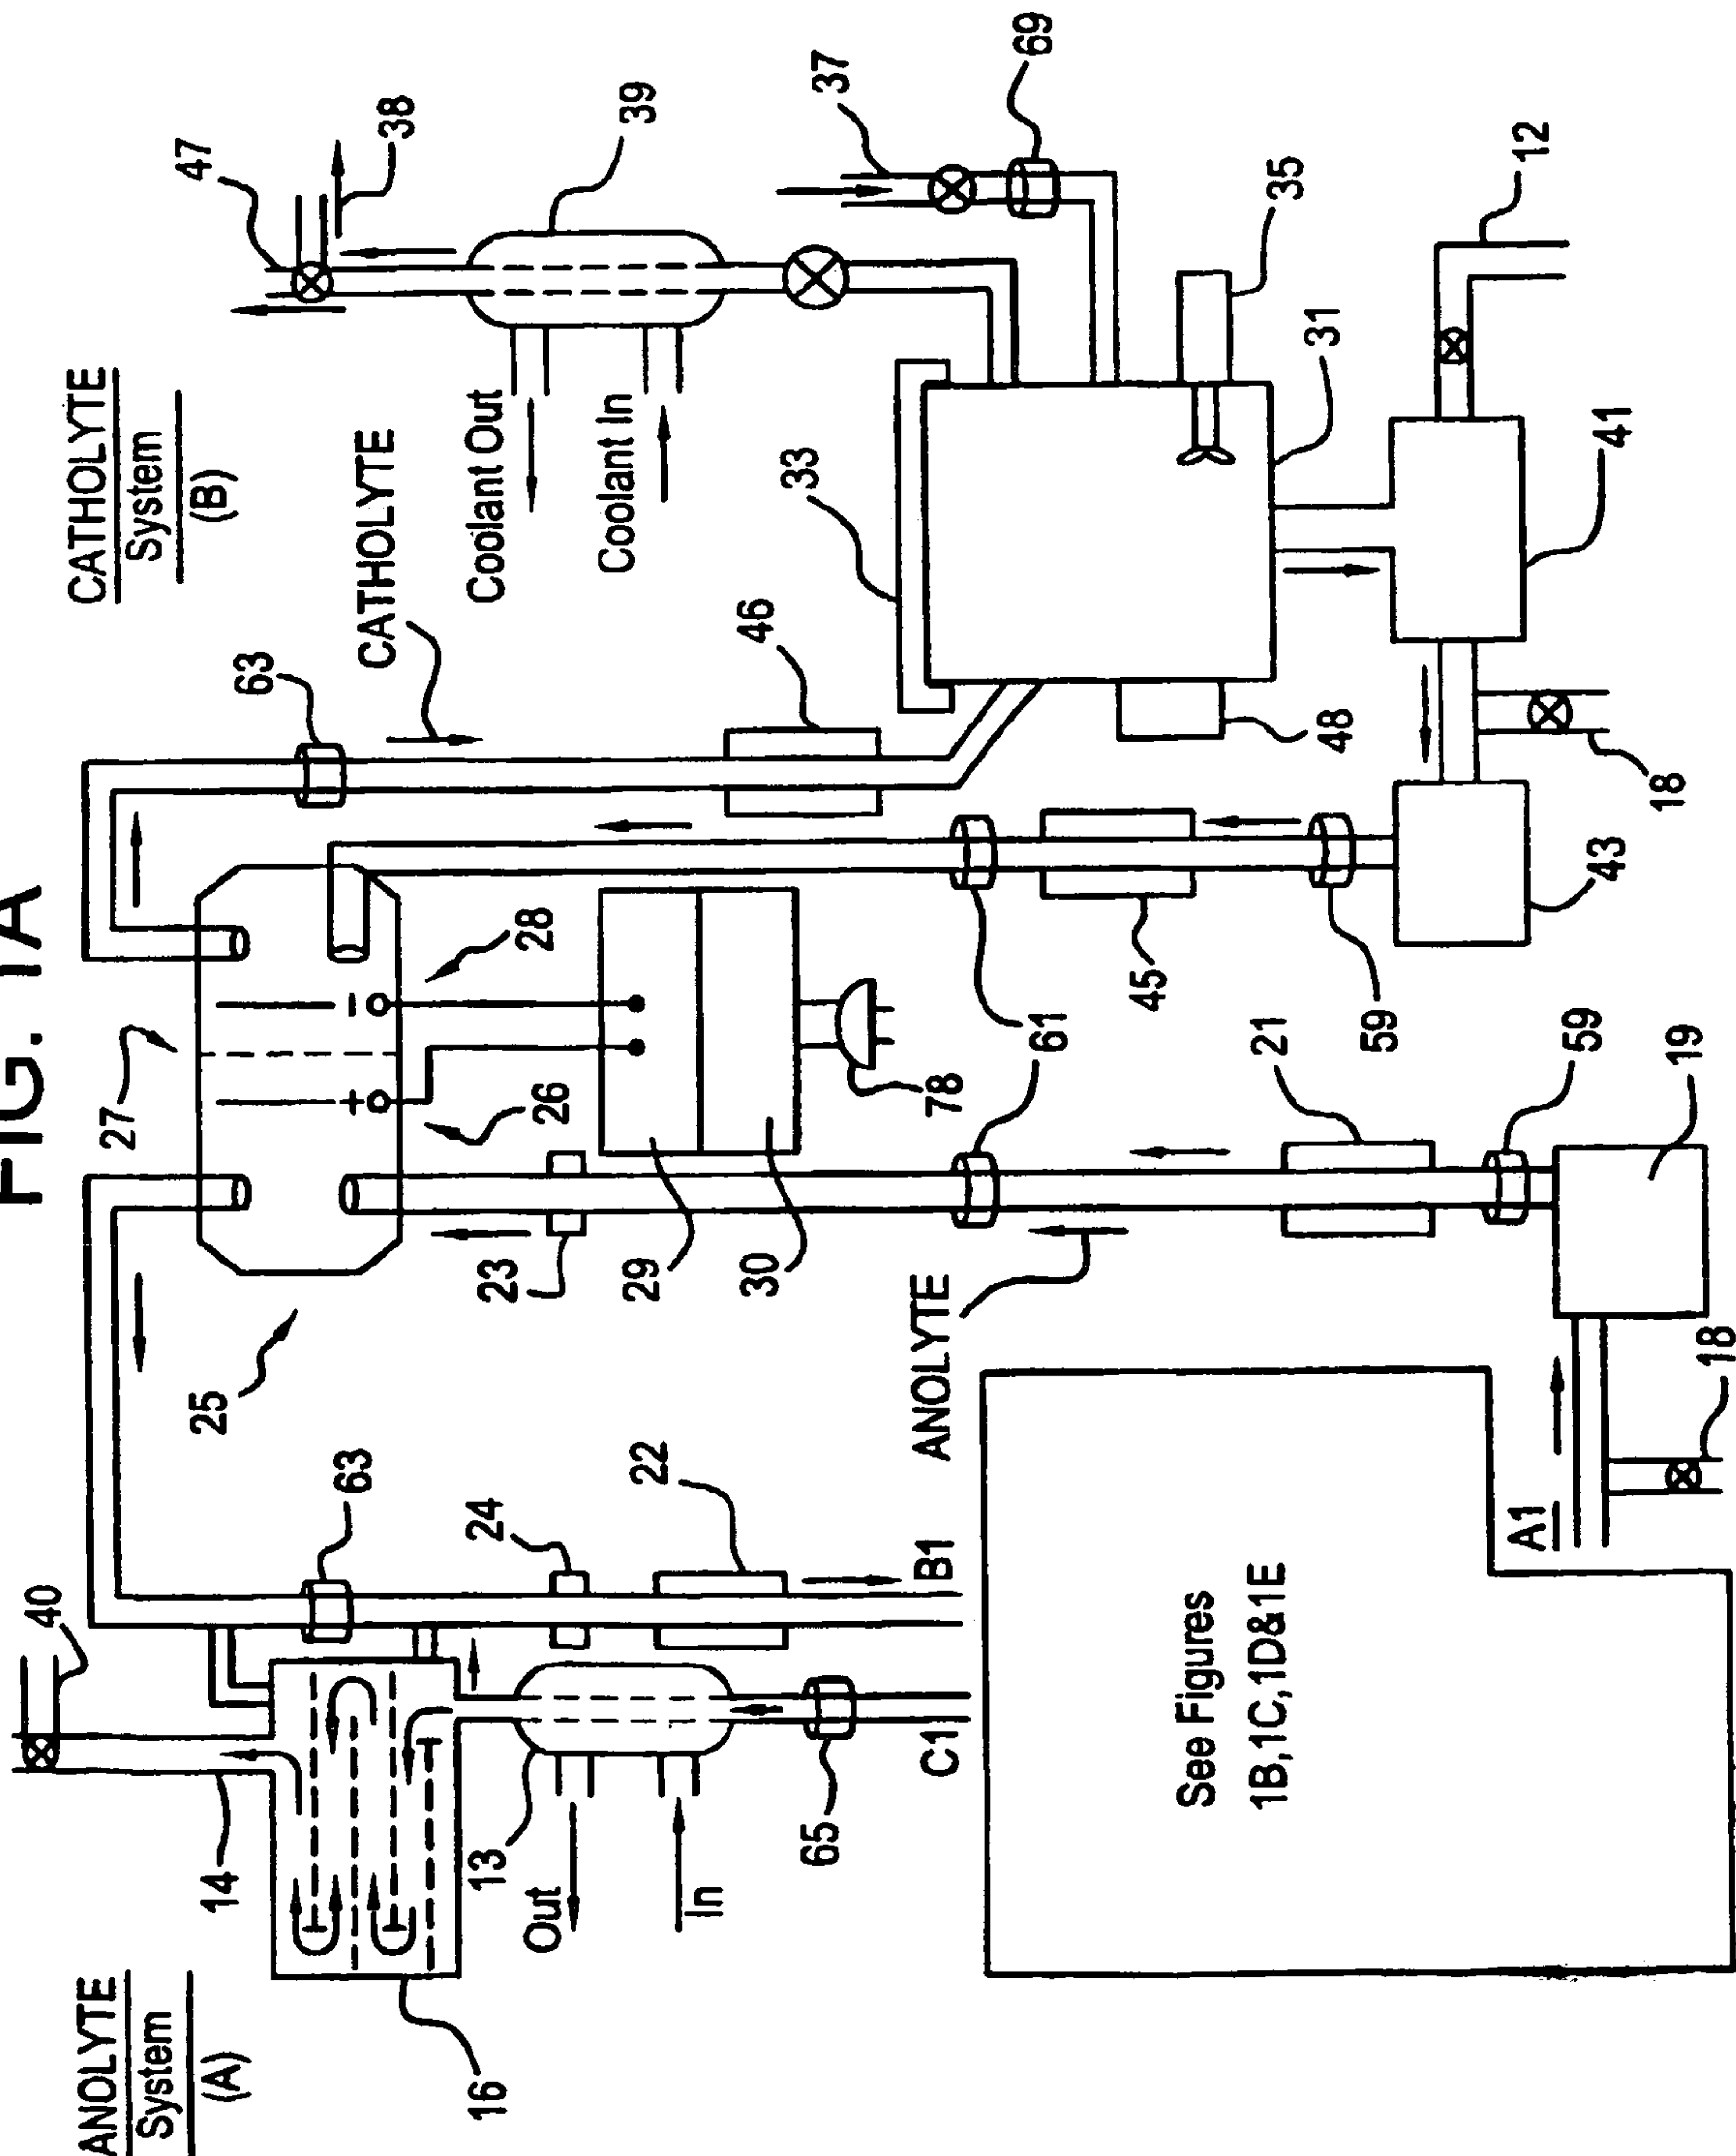 FIG. 1A
ANOLYTE
System
(A)
CATHOLYTE
System
(B)
40
14
16
13
Out
In
65
C1
63
24
22
B1
25
27
26
28
23
29
30
78
61
ANOLYTE
21
59
19
A1
18
See Figures
1B,1C,1D&1E
63
CATHOLYTE
46
45
59
43
18
48
33
31
35
41
12
47
38
39
Coolant Out
Coolant In
37
69